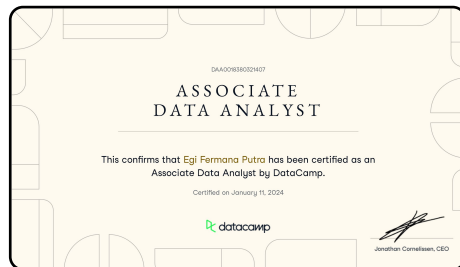 DAA0018380321407
ASSOCIATE
DATA ANALYST
This confirms that Egi Fermana Putra has been certified as an
Associate Data Analyst by DataCamp.
Certified on January 11, 2024
datacamp
Jonathan Cornelissen, CEO